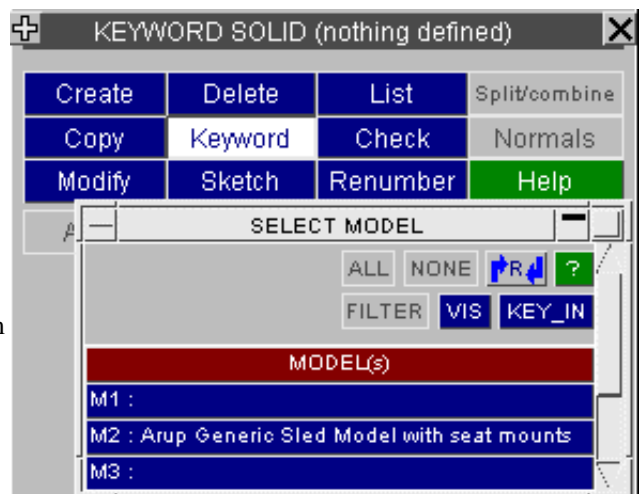 KEYWORD SOLID (nothing defined)
Create Delete List Split/combine
Copy Keyword Check Normals
Modify Sketch Renumber Help
SELECT MODEL
ALL NONE R ?
FILTER VIS KEY_IN
MODEL(s)
M1 :
M2 : Arup Generic Sled Model with seat mounts
M3 :